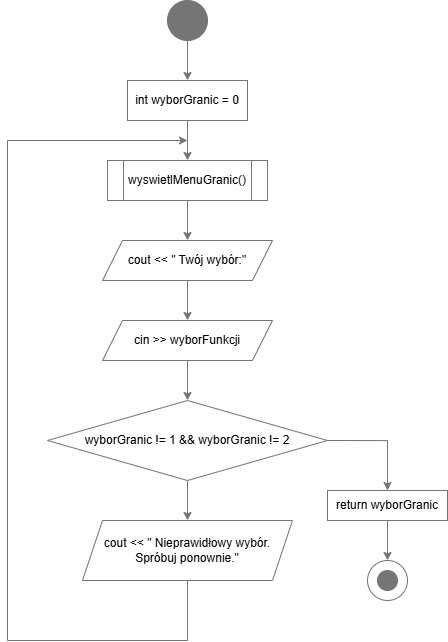 int wyborGranic = 0
wyswietlMenuGranic()
cout << " Twój wybór:"
cin >> wyborFunkcji
wyborGranic != 1 && wyborGranic != 2
return wyborGranic
cout << " Nieprawidłowy wybór.
Spróbuj ponownie."